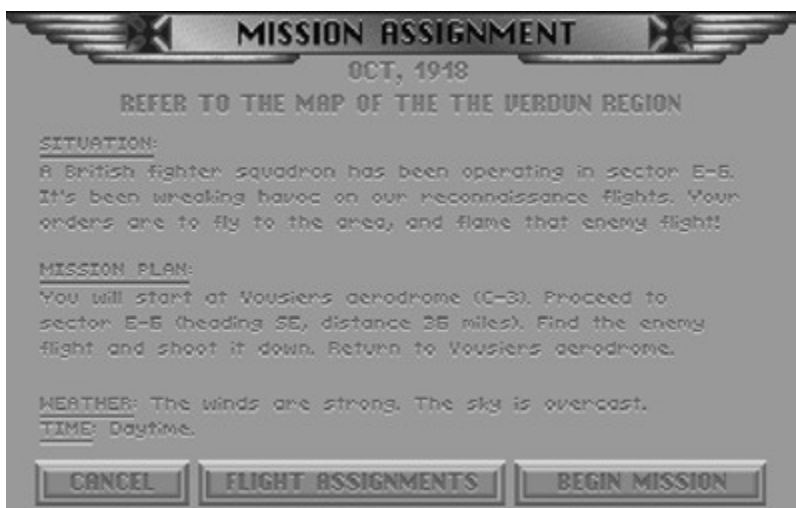 MISSION ASSIGNMENT
OCT, 1918
REFER TO THE MAP OF THE THE VERDUN REGION
SITUATION:
A British fighter squadron has been operating in sector E-6.
It's been wreaking havoc on our reconnaissance flights. Your
orders are to fly to the area, and flame that enemy flight!
MISSION PLAN:
You will start at Vousiers aerodrome (C-3). Proceed to
sector E-6 (heading SE, distance 36 miles). Find the enemy
flight and shoot it down. Return to Vousiers aerodrome.
WEATHER: The winds are strong. The sky is overcast.
TIME: Daytime.
CANCEL FLIGHT ASSIGNMENTS BEGIN MISSION